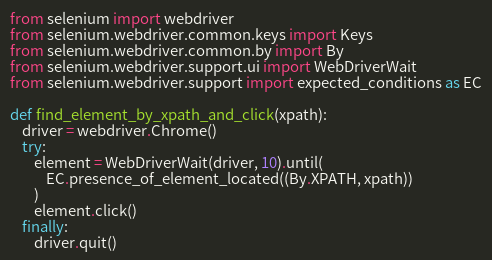 from selenium import webdriver
from selenium.webdriver.common.keys import Keys
from selenium.webdriver.common.by import By
from selenium.webdriver.support.ui import WebDriverWait
from selenium.webdriver.support import expected_conditions as EC

def find_element_by_xpath_and_click(xpath):
    driver = webdriver.Chrome()
    try:
        element = WebDriverWait(driver, 10).until(
            EC.presence_of_element_located((By.XPATH, xpath))
        )
        element.click()
    finally:
        driver.quit()